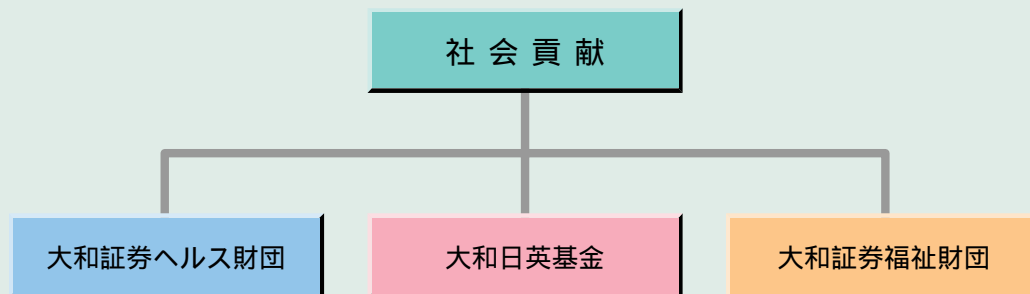 社会貢献
大和証券ヘルス財団
大和日英基金
大和証券福祉財団